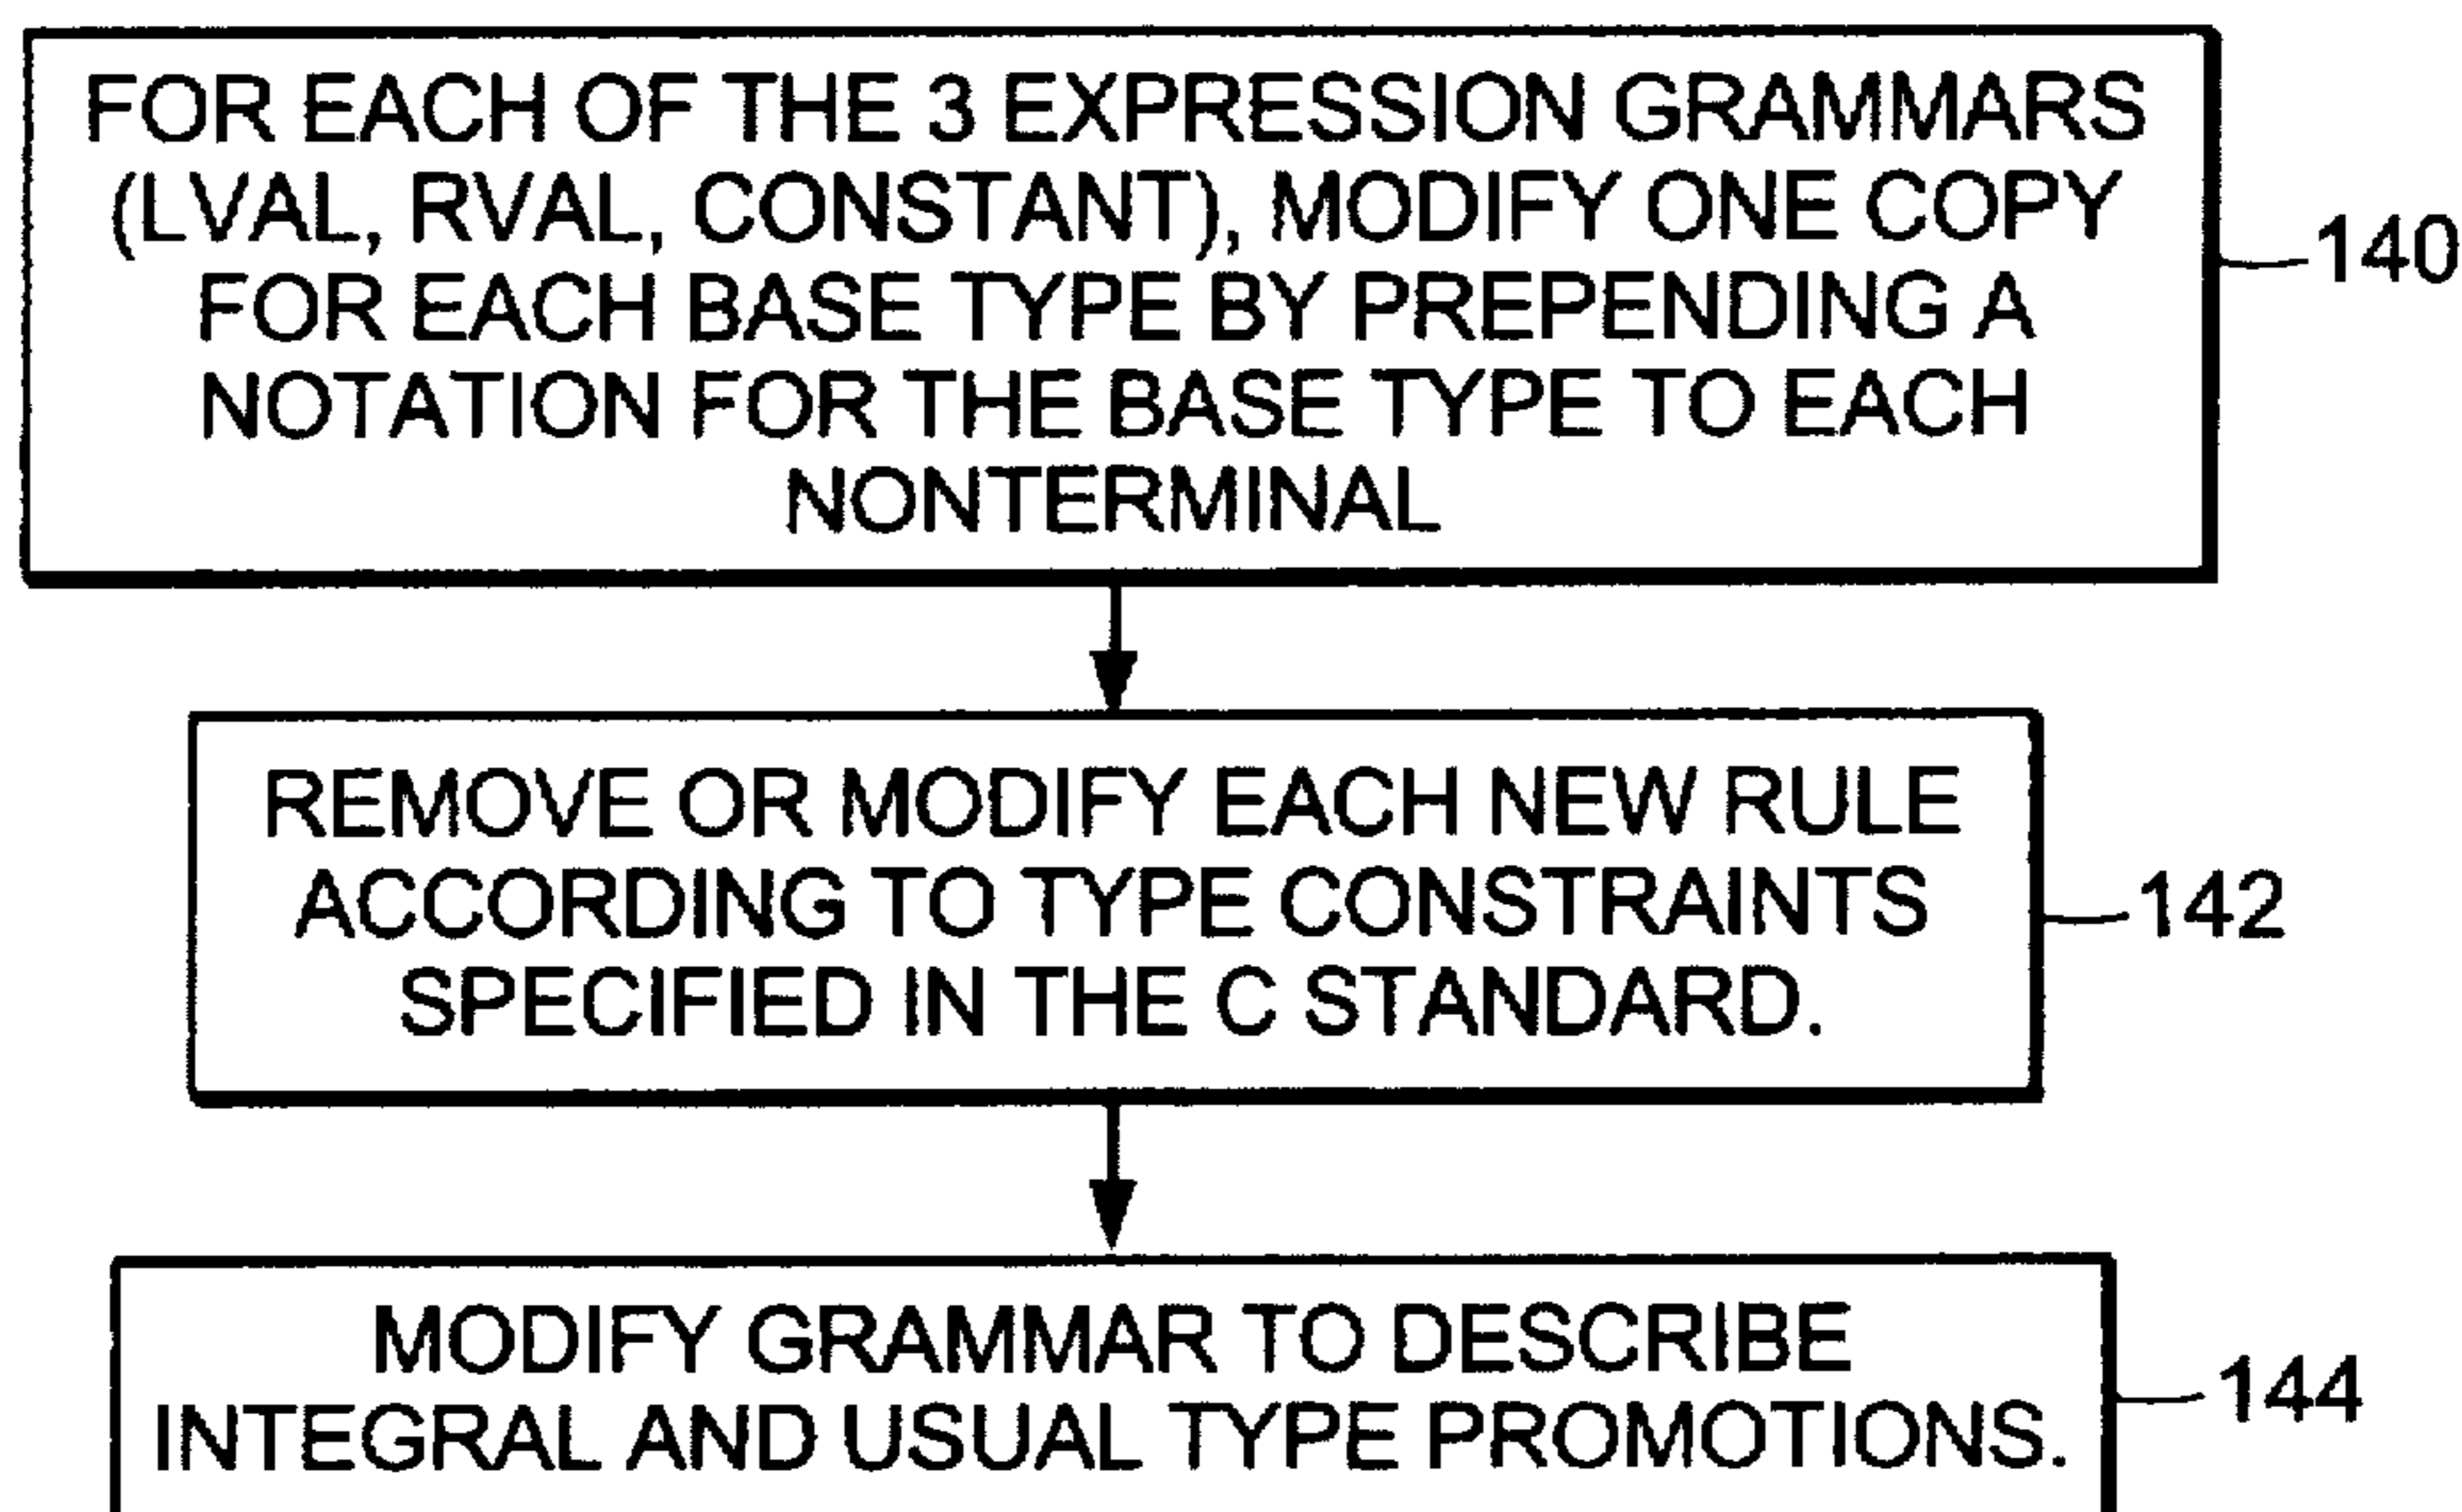 FOR EACH OF THE 3 EXPRESSION GRAMMARS
(LVAL, RVAL, CONSTANT), MODIFY ONE COPY
FOR EACH BASE TYPE BY PREPENDING A
NOTATION FOR THE BASE TYPE TO EACH
NONTERMINAL
140
REMOVE OR MODIFY EACH NEW RULE
ACCORDING TO TYPE CONSTRAINTS
SPECIFIED IN THE C STANDARD.
142
MODIFY GRAMMAR TO DESCRIBE
INTEGRAL AND USUAL TYPE PROMOTIONS.
144